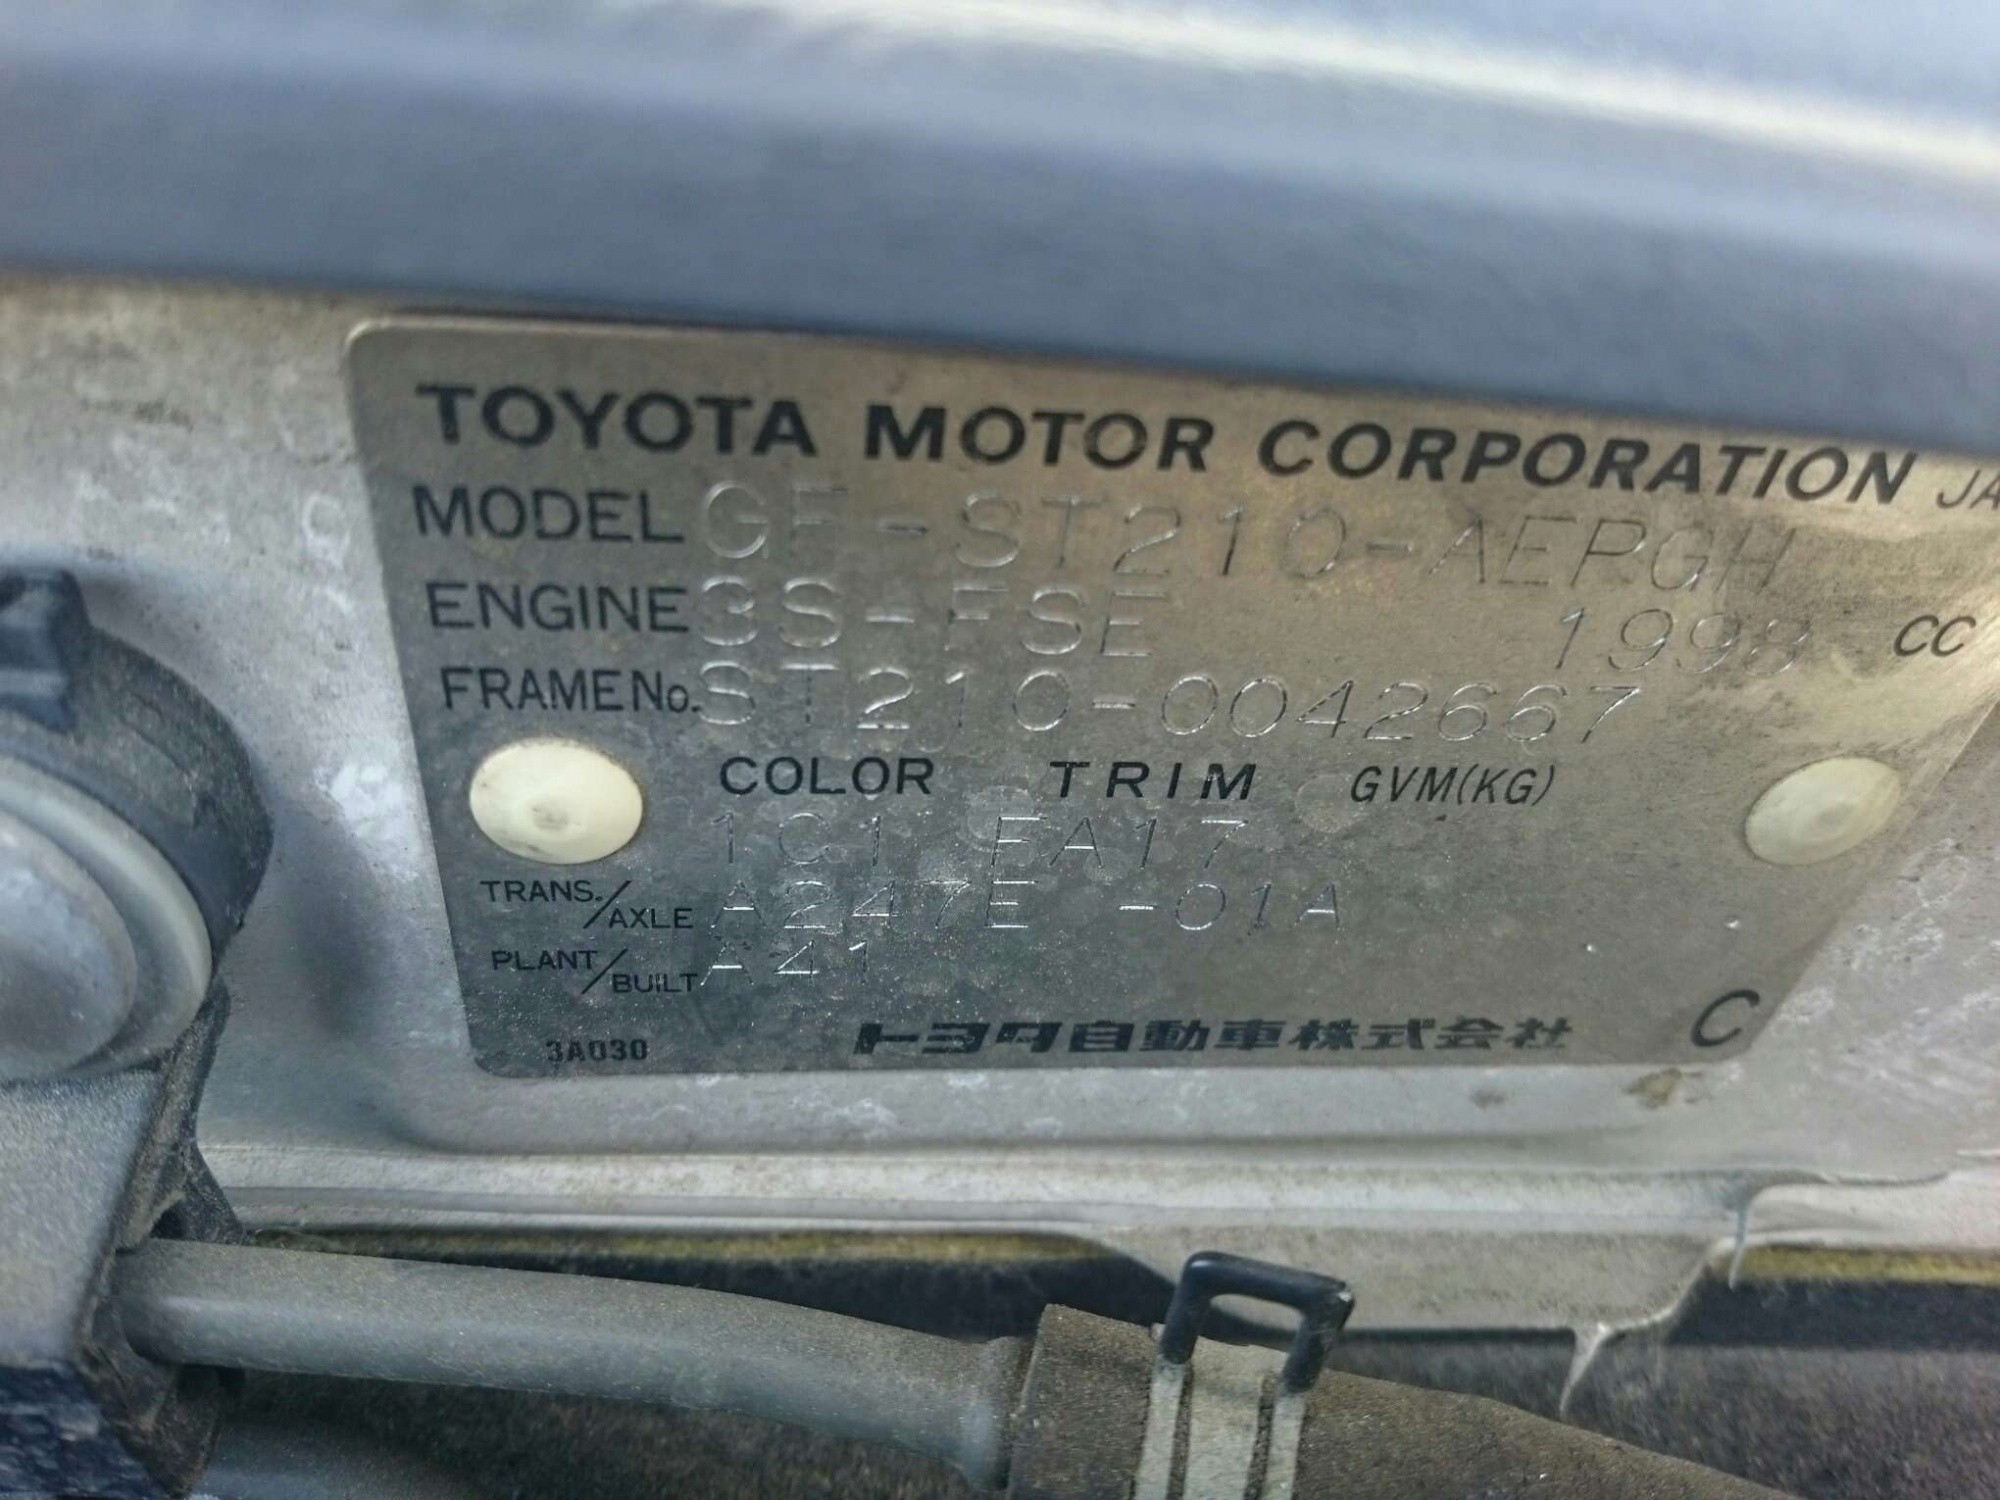 TOYOTA MOTOR CORPORATION JA
MODEL GF-ST210-AEPGH
ENGINE 3S-FSE 1998 CC
FRAME No. ST210-0042667
COLOR TRIM GVM(KG)
1C1 FA17
TRANS./AXLE A247E -01A
PLANT/BUILT A41
3A030 トヨタ自動車株式会社 C